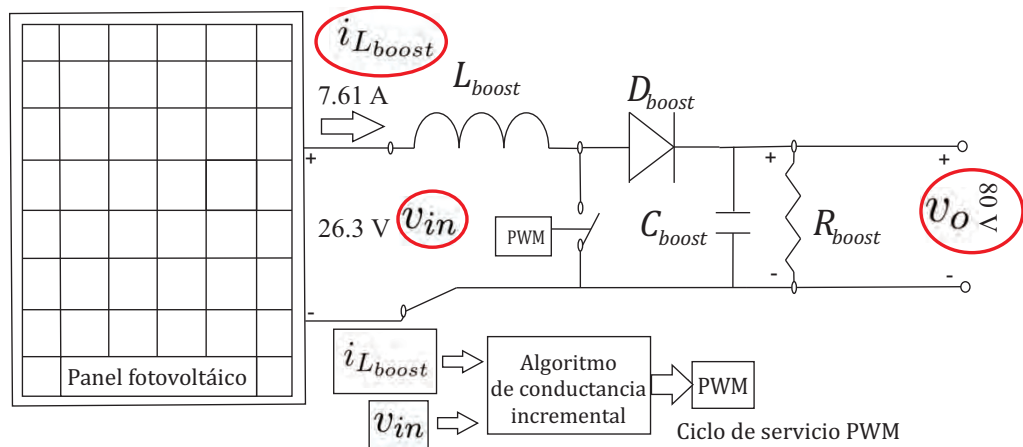 i_{L_{boost}}
7.61 A
L_{boost}
D_{boost}
+
+
+
26.3 V
v_{in}
PWM
C_{boost}
R_{boost}
v_o
80 V
-
-
-
Panel fotovoltáico
i_{L_{boost}}
v_{in}
Algoritmo
de conductancia
incremental
PWM
Ciclo de servicio PWM